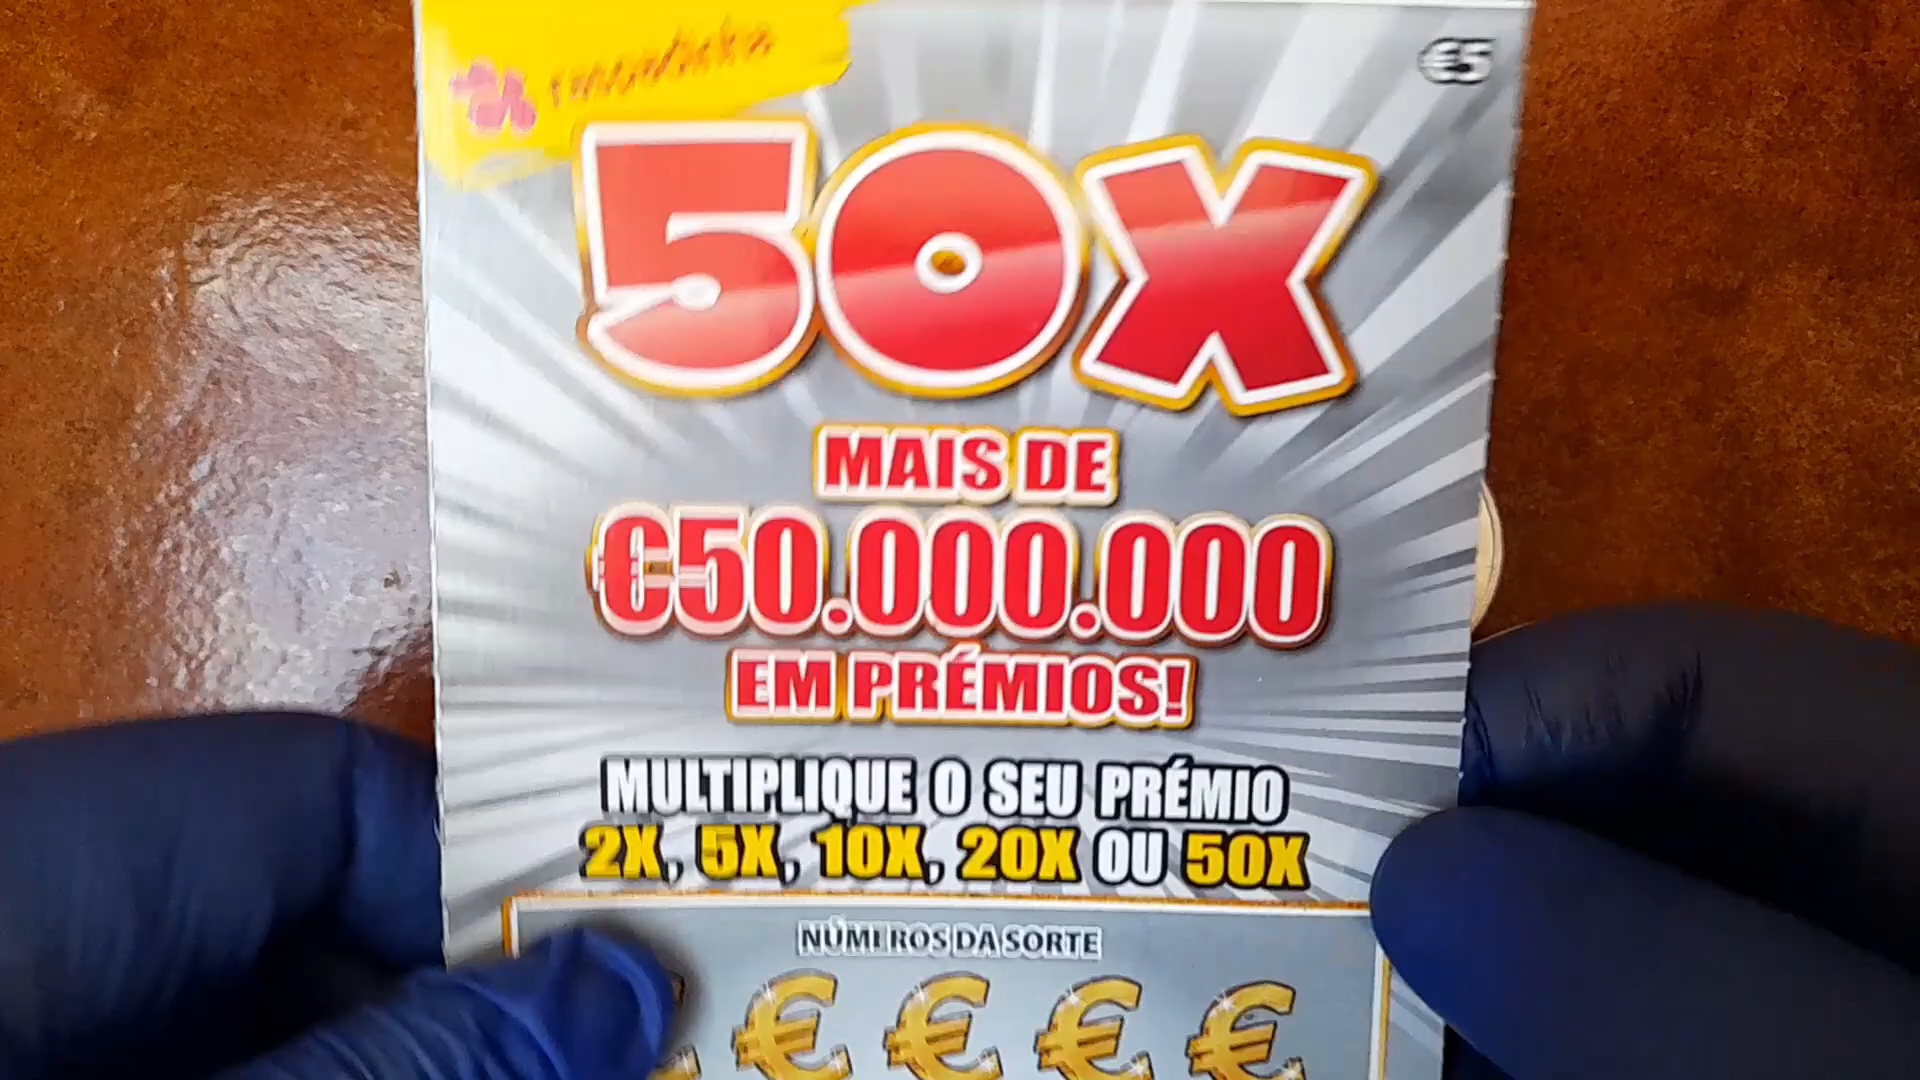 €5
50X
MAIS DE
€50.000.000
EM PRÉMIOS!
MULTIPLIQUE O SEU PRÉMIO
2X, 5X, 10X, 20X OU 50X
NÚMEROS DA SORTE
€ € € €